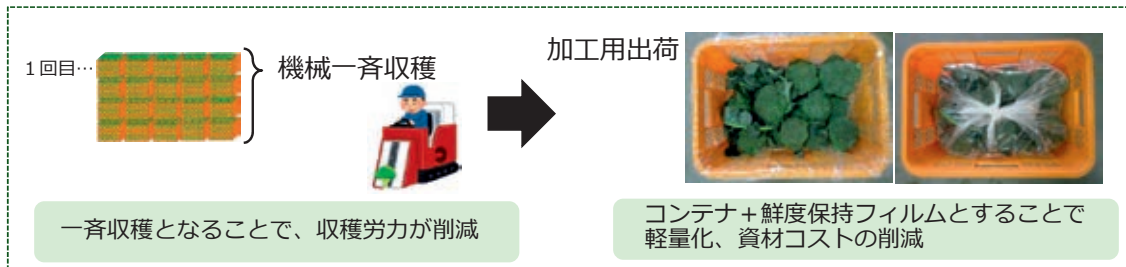 1回目…
機械一斉収穫
加工用出荷
一斉収穫となることで、収穫労力が削減
コンテナ＋鮮度保持フィルムとすることで
軽量化、資材コストの削減